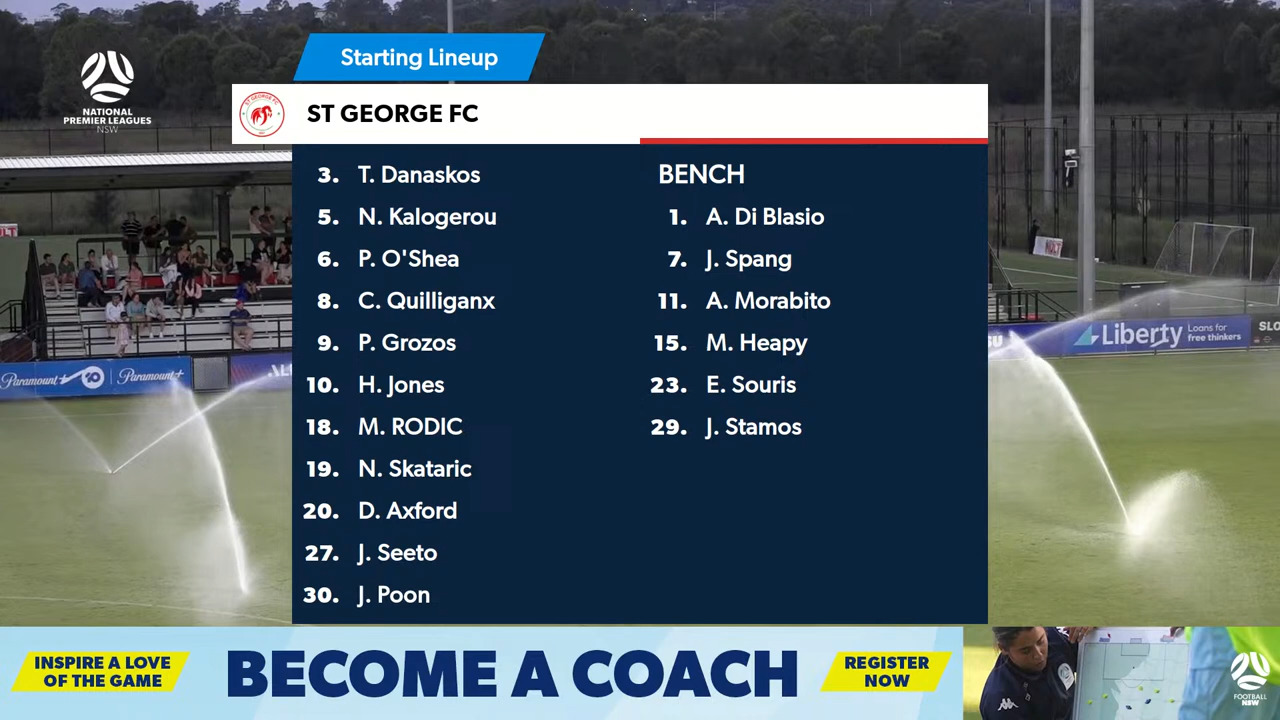 Starting Lineup
NATIONAL
PREMIER LEAGUES
NSW
ST GEORGE FC
3. T. Danaskos
5. N. Kalogerou
6. P. O'Shea
8. C. Quilliganx
9. P. Grozos
10. H. Jones
18. M. RODIC
19. N. Skataric
20. D. Axford
27. J. Seeto
30. J. Poon
BENCH
1. A. Di Blasio
7. J. Spang
11. A. Morabito
15. M. Heapy
23. E. Souris
29. J. Stamos
Paramount+
10
Paramount+
Liberty
Loans for
free thinkers
INSPIRE A LOVE
OF THE GAME
BECOME A COACH
REGISTER
NOW
FOOTBALL
NSW